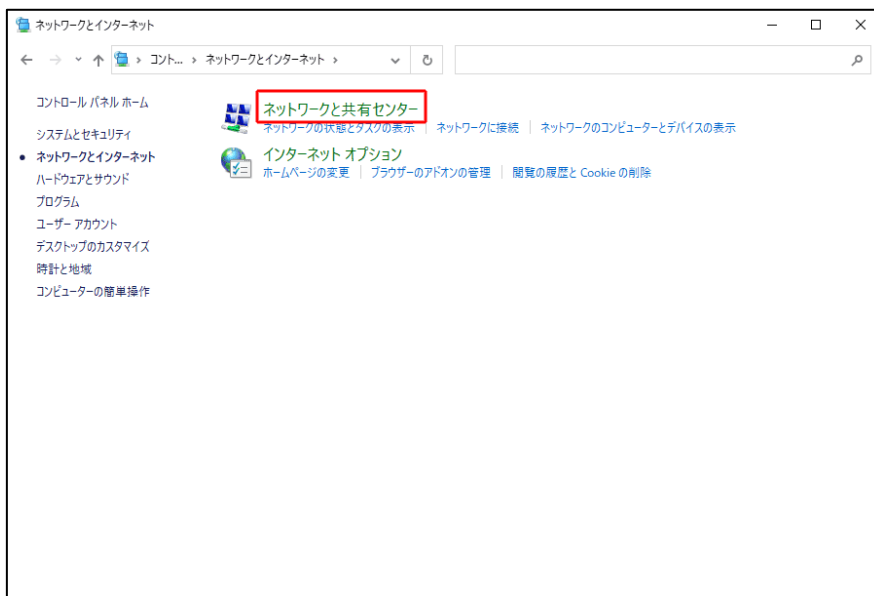 ネットワークとインターネット
コント... › ネットワークとインターネット ›
コントロール パネル ホーム
システムとセキュリティ
ネットワークとインターネット
ハードウェアとサウンド
プログラム
ユーザー アカウント
デスクトップのカスタマイズ
時計と地域
コンピューターの簡単操作
ネットワークと共有センター
ネットワークの状態とタスクの表示 ネットワークに接続 ネットワークのコンピューターとデバイスの表示
インターネット オプション
ホームページの変更 ブラウザーのアドオンの管理 閲覧の履歴と Cookie の削除